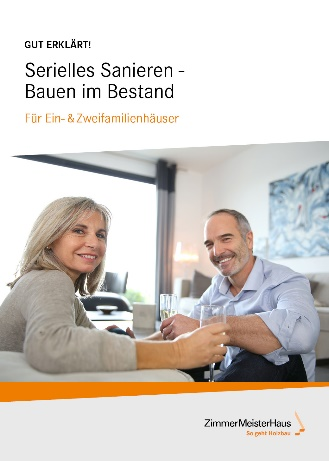 GUT ERKLÄRT!
Serielles Sanieren -
Bauen im Bestand
Für Ein- & Zweifamilienhäuser
ZimmerMeisterHaus
So geht Holzbau